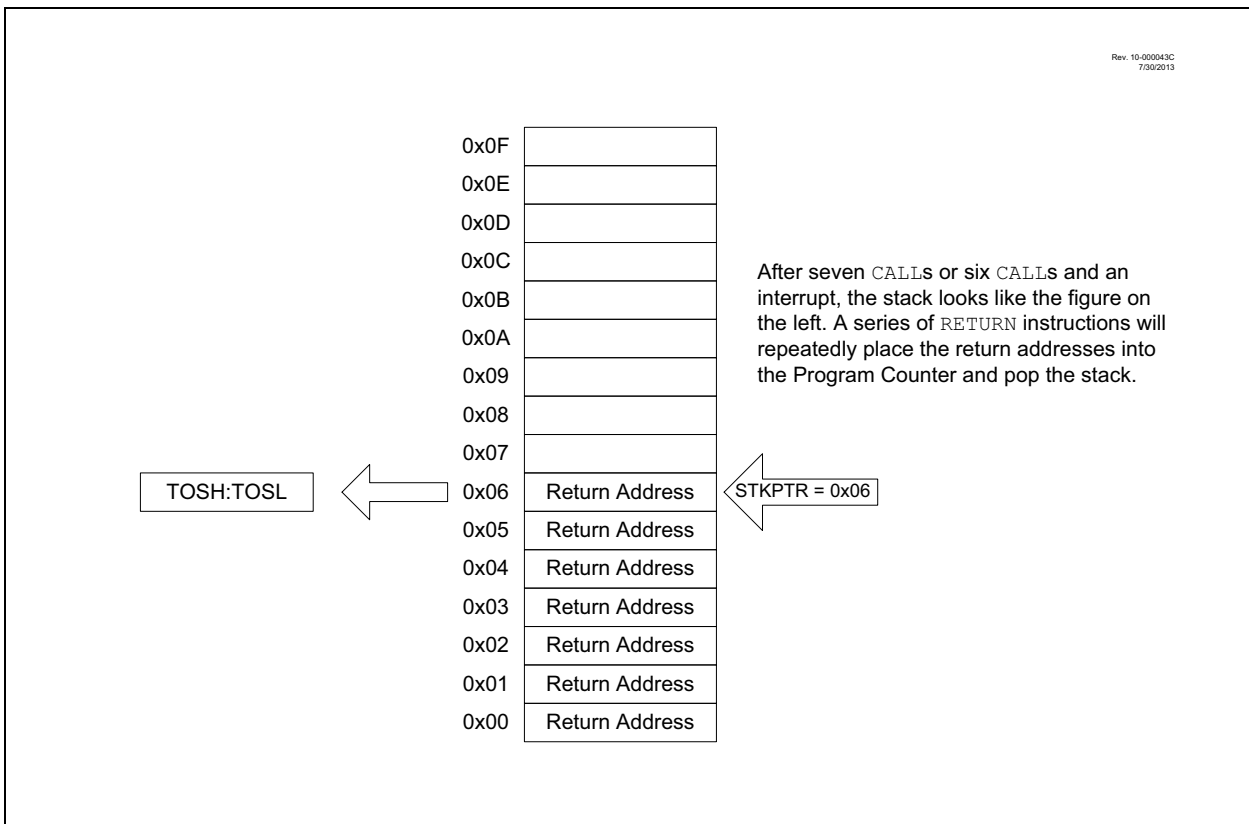 Rev. 10-000043C
7/30/2013
0x0F
0x0E
0x0D
0x0C
0x0B
0x0A
0x09
0x08
0x07
After seven CALLs or six CALLs and an
interrupt, the stack looks like the figure on
the left. A series of RETURN instructions will
repeatedly place the return addresses into
the Program Counter and pop the stack.
TOSH:TOSL 0x06 Return Address STKPTR = 0x06
0x05 Return Address
0x04 Return Address
0x03 Return Address
0x02 Return Address
0x01 Return Address
0x00 Return Address